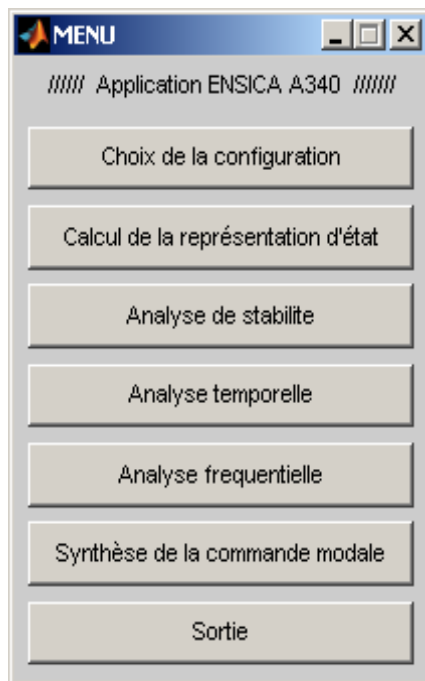 MENU
////// Application ENSICA A340 ///////
Choix de la configuration
Calcul de la représentation d'état
Analyse de stabilite
Analyse temporelle
Analyse frequentielle
Synthèse de la commande modale
Sortie